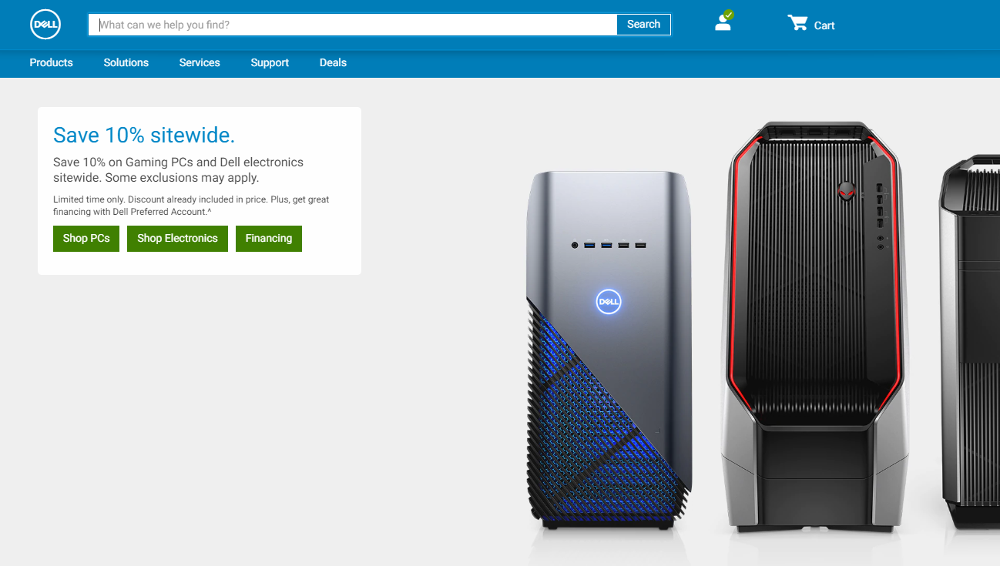 DELL
What can we help you find?
Search
Cart
Products
Solutions
Services
Support
Deals
Save 10% sitewide.
Save 10% on Gaming PCs and Dell electronics
sitewide. Some exclusions may apply.
Limited time only. Discount already included in price. Plus, get great
financing with Dell Preferred Account.^
Shop PCs
Shop Electronics
Financing
DELL